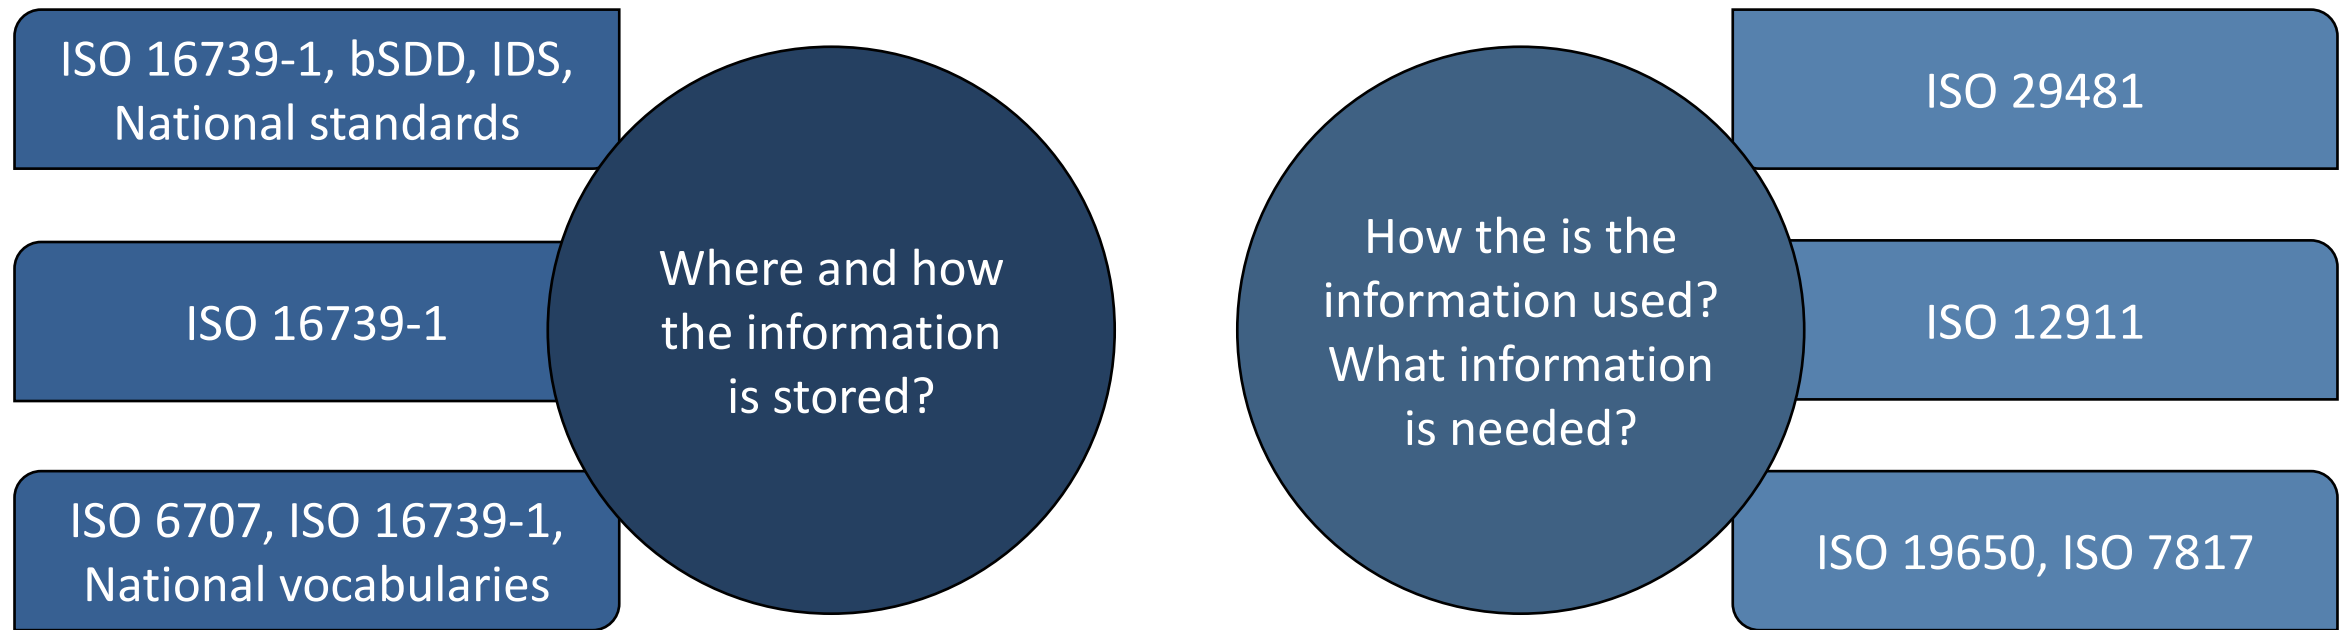 ISO 16739-1, bSDD, IDS,
National standards
ISO 16739-1
ISO 6707, ISO 16739-1,
National vocabularies
Where and how
the information
is stored?
How the is the
information used?
What information
is needed?
ISO 29481
ISO 12911
ISO 19650, ISO 7817